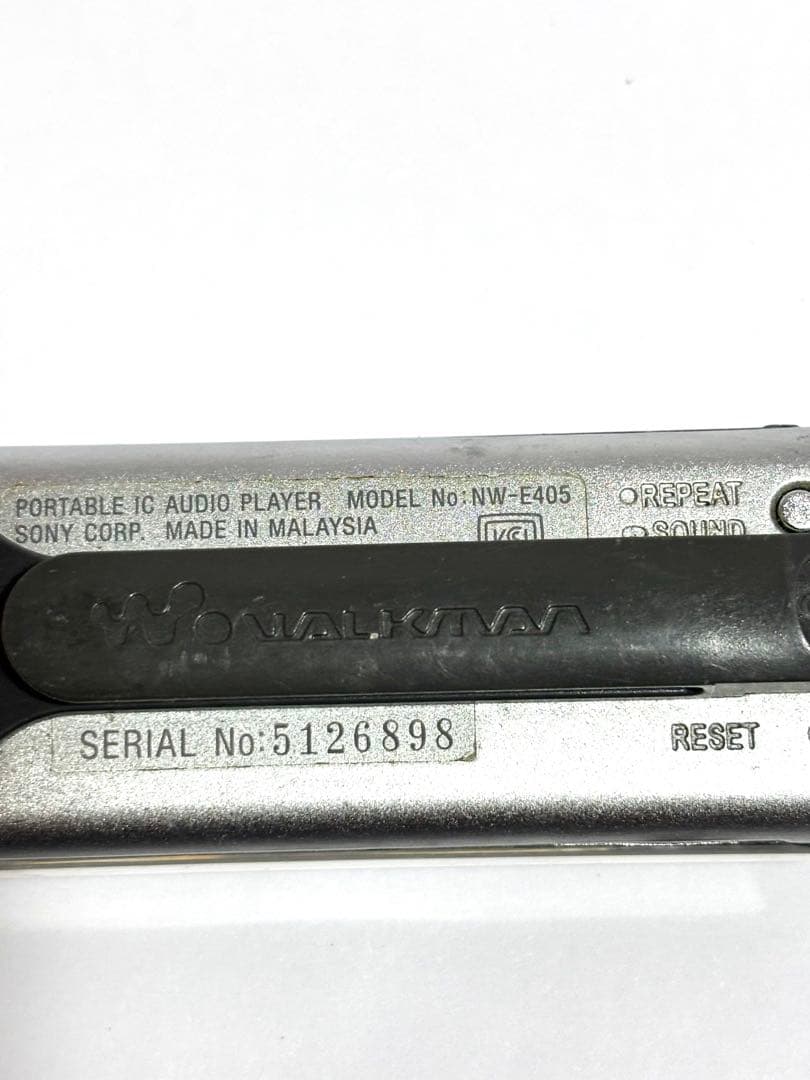 PORTABLE IC AUDIO PLAYER MODEL No:NW-E405
SONY CORP. MADE IN MALAYSIA
REPEAT
SOUND
WALKMAN
SERIAL No:5126898
RESET